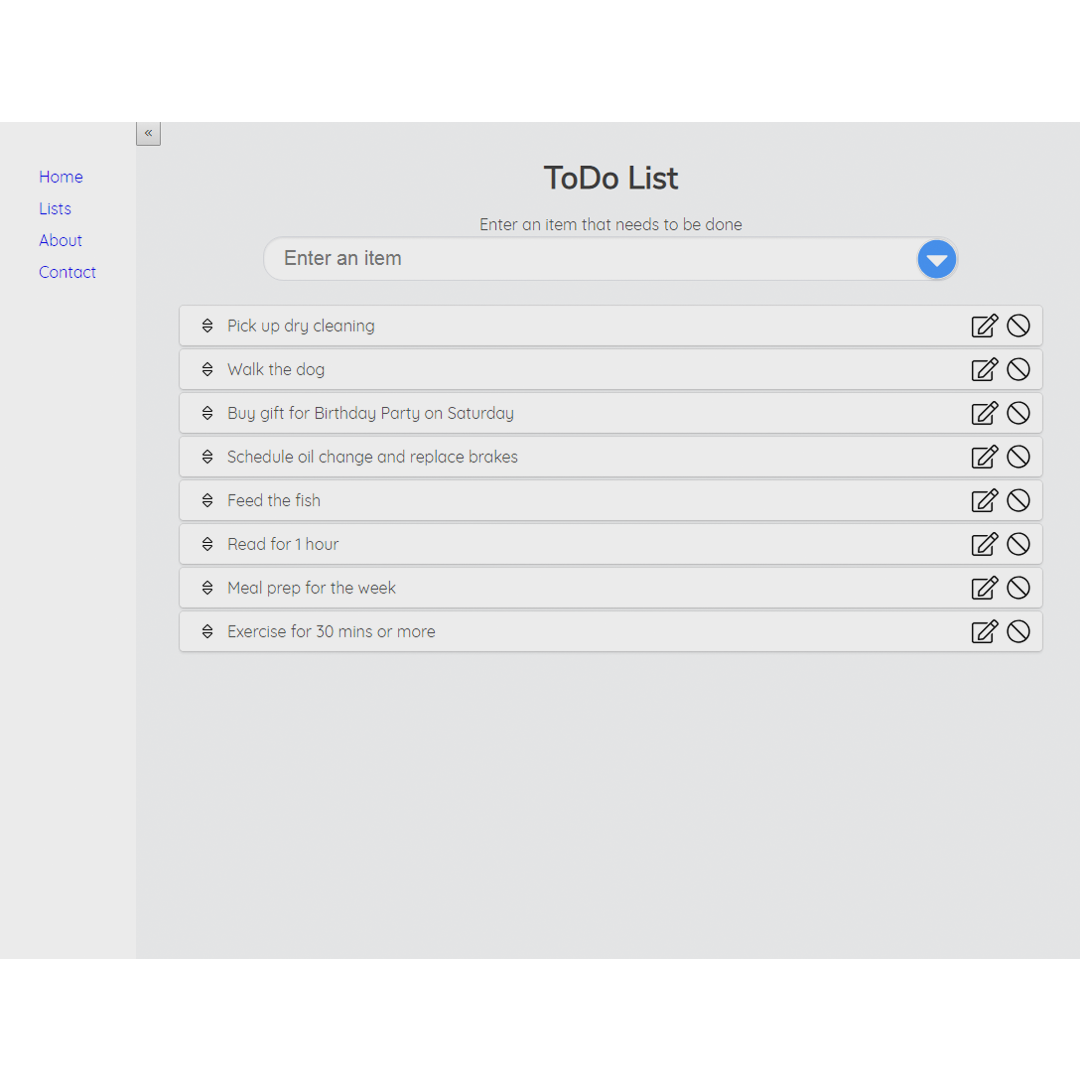 «
Home
Lists
About
Contact
ToDo List
Enter an item that needs to be done
Enter an item
Pick up dry cleaning
Walk the dog
Buy gift for Birthday Party on Saturday
Schedule oil change and replace brakes
Feed the fish
Read for 1 hour
Meal prep for the week
Exercise for 30 mins or more